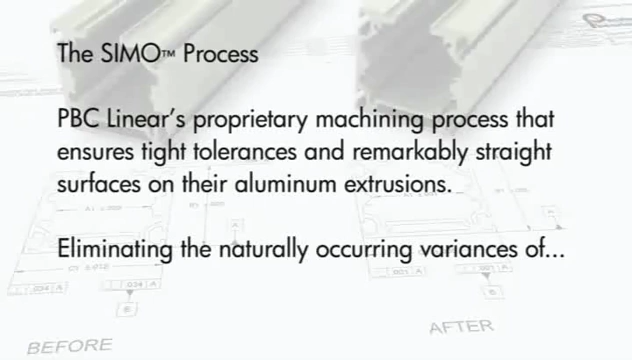 The SIMO™ Process
PBC Linear's proprietary machining process that
ensures tight tolerances and remarkably straight
surfaces on their aluminum extrusions.
Eliminating the naturally occurring variances of...
BEFORE
AFTER